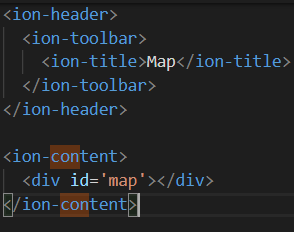 <ion-header>
  <ion-toolbar>
    <ion-title>Map</ion-title>
  </ion-toolbar>
</ion-header>

<ion-content>
  <div id='map'></div>
</ion-content>